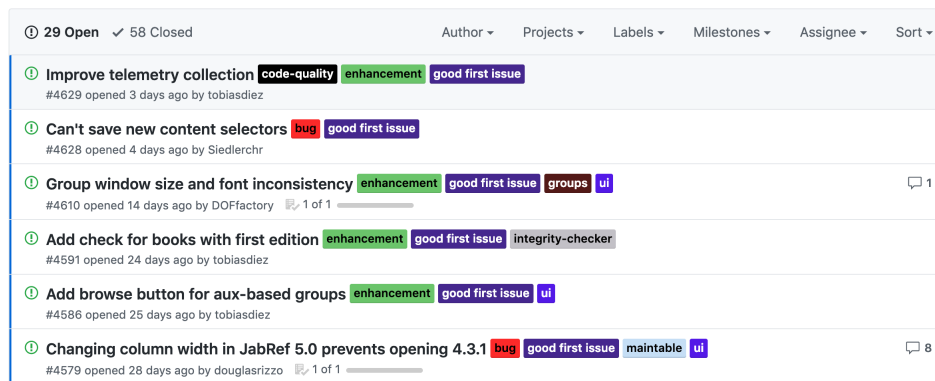 29 Open 58 Closed Author Projects Labels Milestones Assignee Sort
Improve telemetry collection code-quality enhancement good first issue
#4629 opened 3 days ago by tobiasdiez
Can't save new content selectors bug good first issue
#4628 opened 4 days ago by Siedlerchr
Group window size and font inconsistency enhancement good first issue groups ui 1
#4610 opened 14 days ago by DOFfactory 1 of 1
Add check for books with first edition enhancement good first issue integrity-checker
#4591 opened 24 days ago by tobiasdiez
Add browse button for aux-based groups enhancement good first issue ui
#4586 opened 25 days ago by tobiasdiez
Changing column width in JabRef 5.0 prevents opening 4.3.1 bug good first issue maintable ui 8
#4579 opened 28 days ago by douglasrizzo 1 of 1